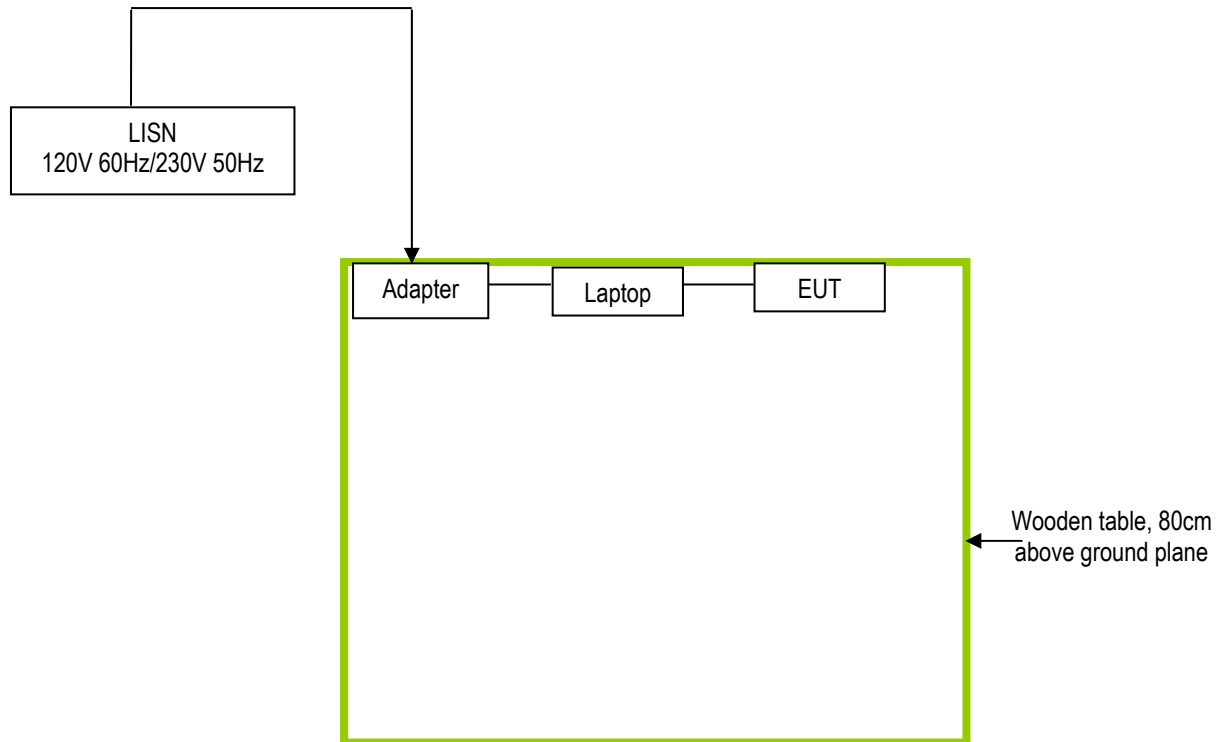 LISN
120V 60Hz/230V 50Hz
Adapter
Laptop
EUT
Wooden table, 80cm
above ground plane